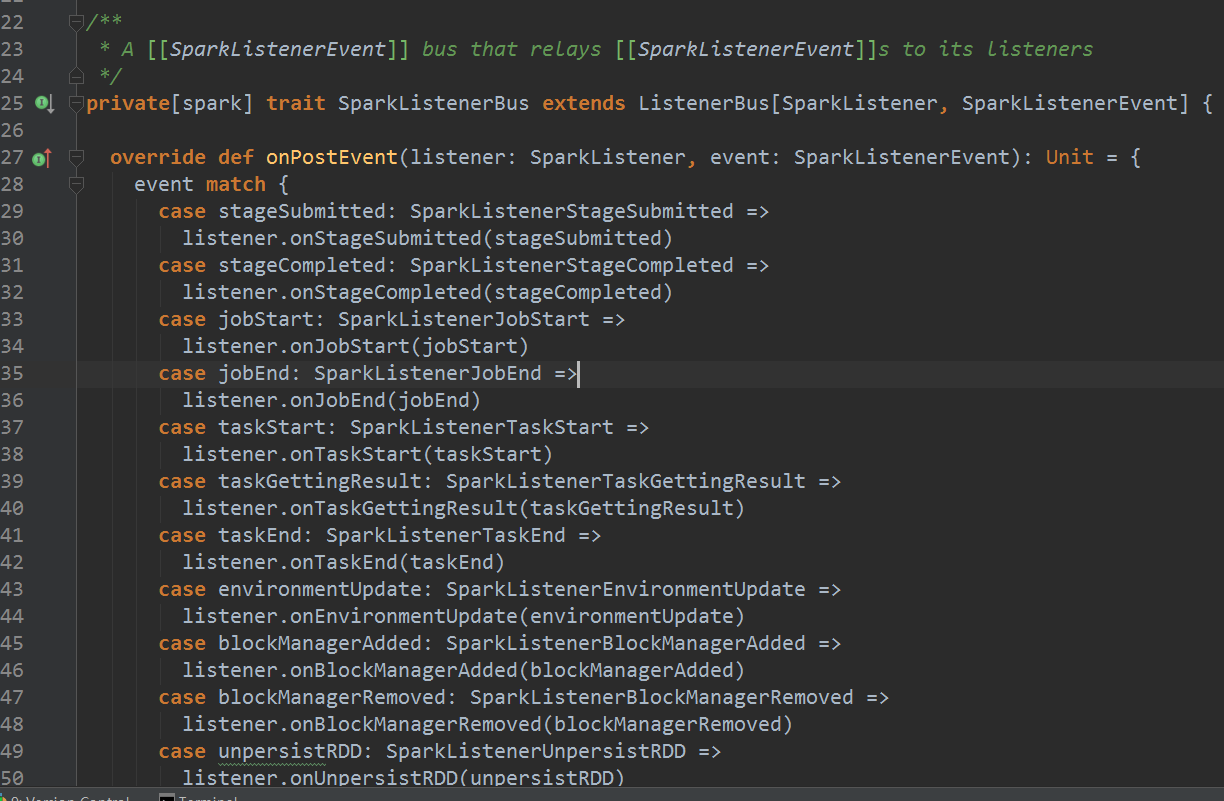 22 /**
23 * A [[SparkListenerEvent]] bus that relays [[SparkListenerEvent]]s to its listeners
24 */
25 private[spark] trait SparkListenerBus extends ListenerBus[SparkListener, SparkListenerEvent] {
26
27 override def onPostEvent(listener: SparkListener, event: SparkListenerEvent): Unit = {
28 event match {
29 case stageSubmitted: SparkListenerStageSubmitted =>
30 listener.onStageSubmitted(stageSubmitted)
31 case stageCompleted: SparkListenerStageCompleted =>
32 listener.onStageCompleted(stageCompleted)
33 case jobStart: SparkListenerJobStart =>
34 listener.onJobStart(jobStart)
35 case jobEnd: SparkListenerJobEnd =>
36 listener.onJobEnd(jobEnd)
37 case taskStart: SparkListenerTaskStart =>
38 listener.onTaskStart(taskStart)
39 case taskGettingResult: SparkListenerTaskGettingResult =>
40 listener.onTaskGettingResult(taskGettingResult)
41 case taskEnd: SparkListenerTaskEnd =>
42 listener.onTaskEnd(taskEnd)
43 case environmentUpdate: SparkListenerEnvironmentUpdate =>
44 listener.onEnvironmentUpdate(environmentUpdate)
45 case blockManagerAdded: SparkListenerBlockManagerAdded =>
46 listener.onBlockManagerAdded(blockManagerAdded)
47 case blockManagerRemoved: SparkListenerBlockManagerRemoved =>
48 listener.onBlockManagerRemoved(blockManagerRemoved)
49 case unpersistRDD: SparkListenerUnpersistRDD =>
50 listener.onUnpersistRDD(unpersistRDD)
9: Version Control Terminal